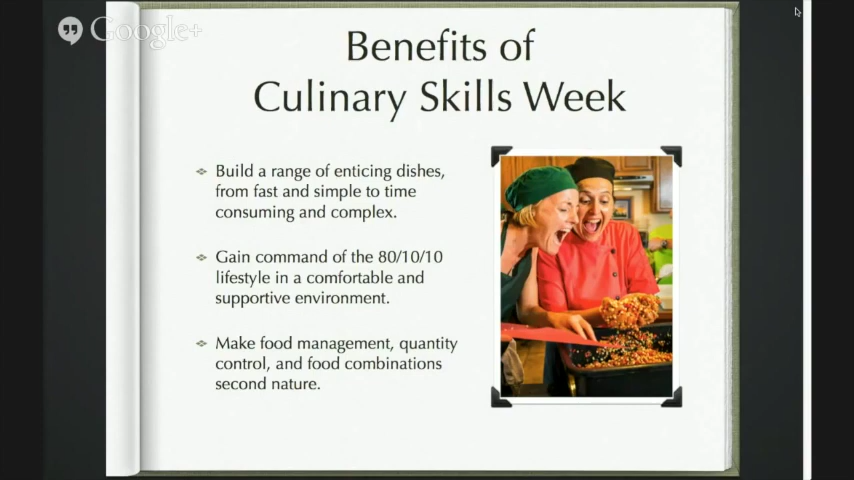 Google+
Benefits of
Culinary Skills Week
Build a range of enticing dishes,
from fast and simple to time
consuming and complex.
Gain command of the 80/10/10
lifestyle in a comfortable and
supportive environment.
Make food management, quantity
control, and food combinations
second nature.